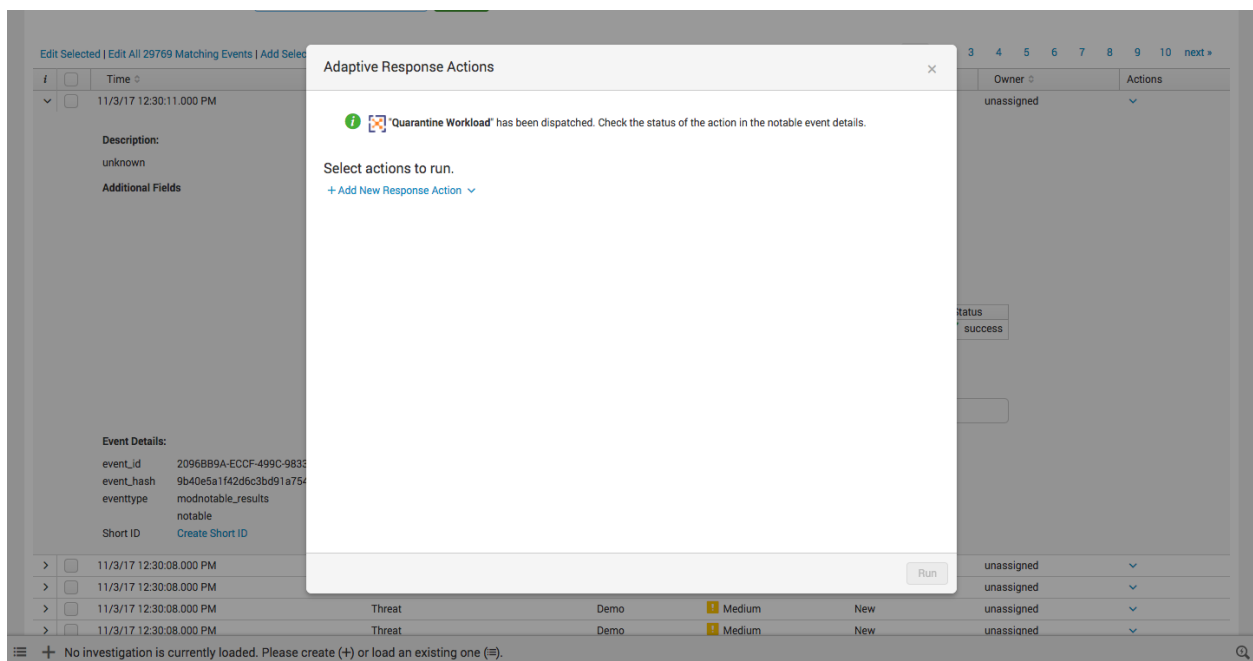 Edit Selected | Edit All 29769 Matching Events | Add Selec
3 4 5 6 7 8 9 10 next »
i Time Owner Actions
11/3/17 12:30:11.000 PM unassigned
Adaptive Response Actions
"Quarantine Workload" has been dispatched. Check the status of the action in the notable event details.
Select actions to run.
+ Add New Response Action
Description:
unknown
Additional Fields
Status
success
Event Details:
event_id 2096BB9A-ECCF-499C-9833
event_hash 9b40e5a1f42d6c3bd91a754
eventtype modnotable_results
notable
Short ID Create Short ID
Run
11/3/17 12:30:08.000 PM unassigned
11/3/17 12:30:08.000 PM unassigned
11/3/17 12:30:08.000 PM Threat Demo Medium New unassigned
11/3/17 12:30:08.000 PM Threat Demo Medium New unassigned
No investigation is currently loaded. Please create (+) or load an existing one (≡).